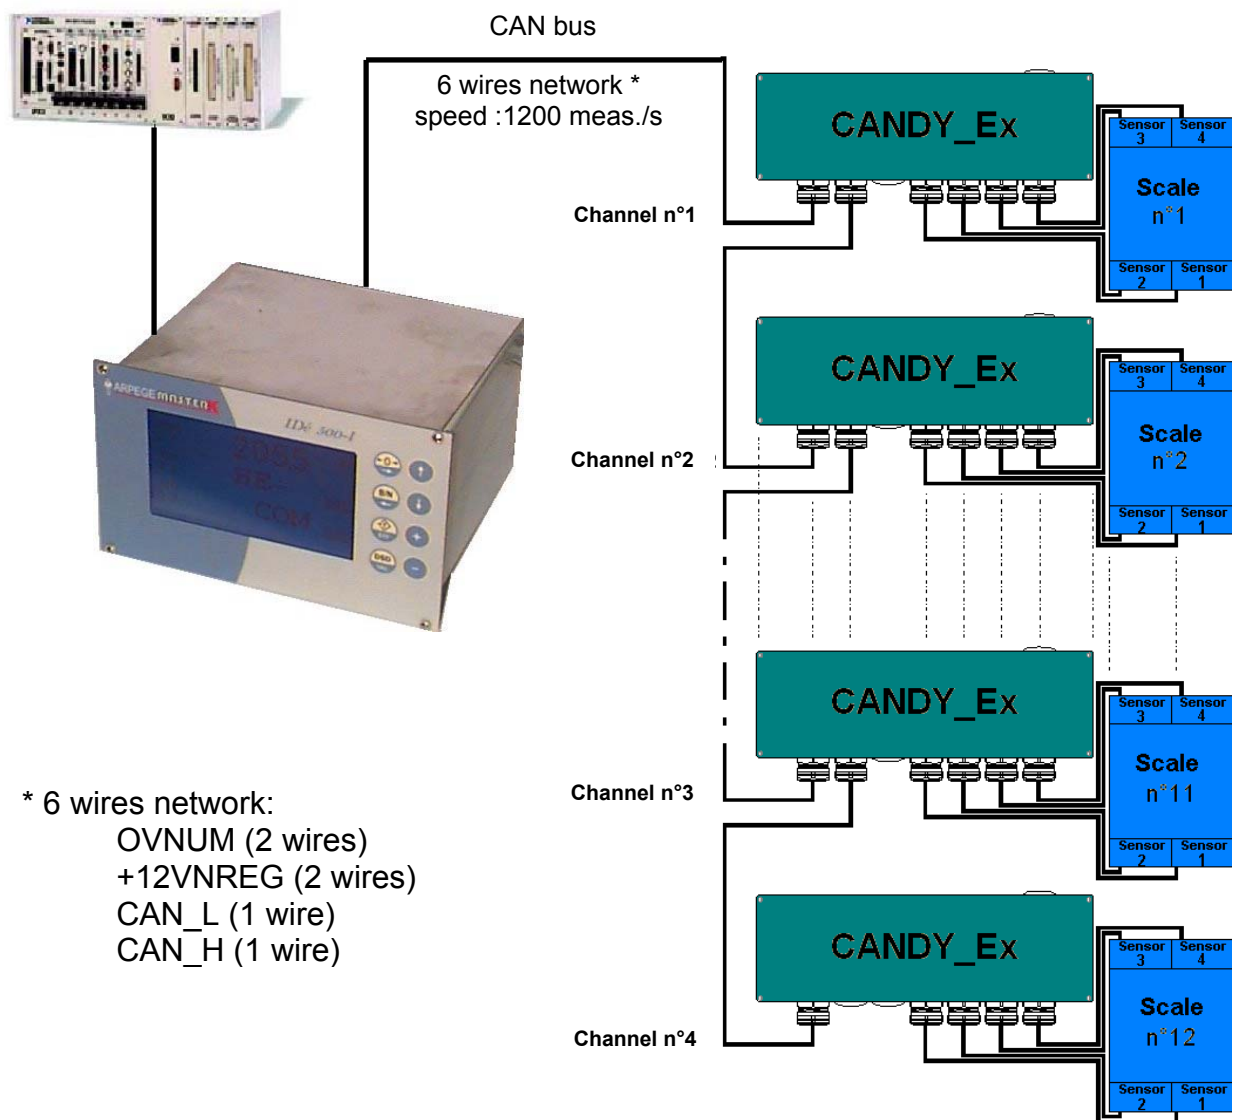 CAN bus
6 wires network *
speed :1200 meas./s
CANDY_Ex
Sensor 3
Sensor 4
Scale
n°1
Sensor 2
Sensor 1
Channel n°1
ARPEGE MASTER K
IDé 500-I
CANDY_Ex
Sensor 3
Sensor 4
Scale
n°2
Sensor 2
Sensor 1
Channel n°2
COM
CANDY_Ex
Sensor 3
Sensor 4
Scale
n°11
Sensor 2
Sensor 1
Channel n°3
* 6 wires network:
OVNUM (2 wires)
+12VNREG (2 wires)
CAN_L (1 wire)
CAN_H (1 wire)
CANDY_Ex
Sensor 3
Sensor 4
Scale
n°12
Sensor 2
Sensor 1
Channel n°4